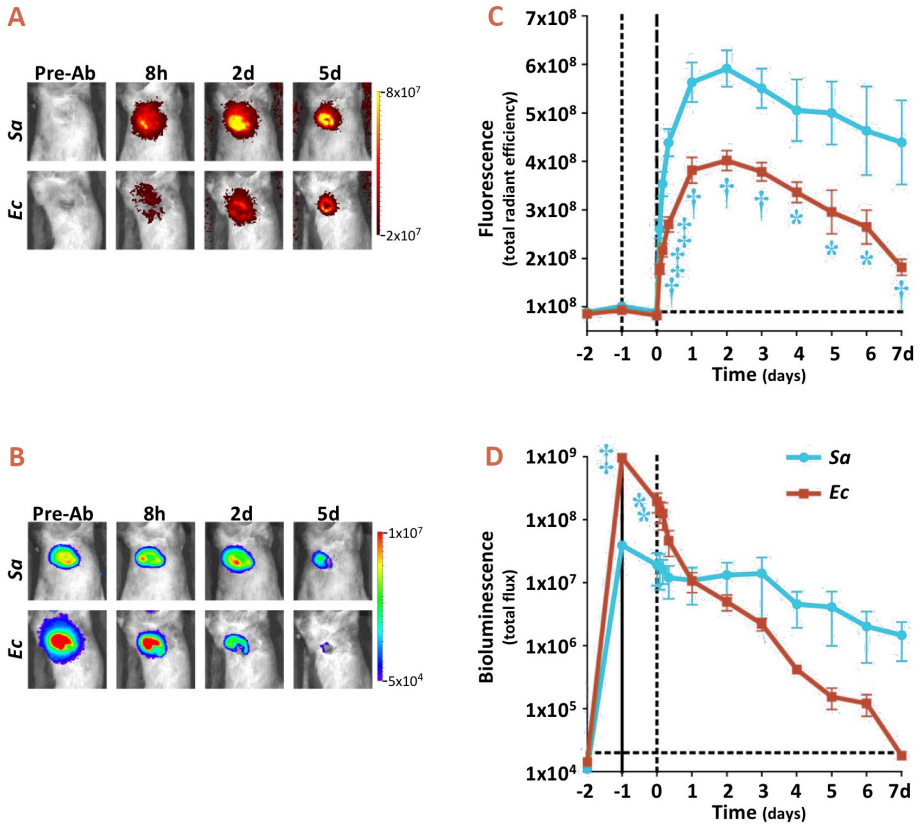 A
Pre-Ab 8h 2d 5d
Sa
Ec
8x10⁷
2x10⁷
C
7x10⁸
6x10⁸
5x10⁸
4x10⁸
3x10⁸
2x10⁸
1x10⁸
Fluorescence
(total radiant efficiency)
‡ ‡ † ‡ † † † * * * †
-2 -1 0 1 2 3 4 5 6 7d
Time (days)
B
Pre-Ab 8h 2d 5d
Sa
Ec
1x10⁷
5x10⁴
D
1x10⁹
1x10⁸
1x10⁷
1x10⁶
1x10⁵
1x10⁴
Bioluminescence
(total flux)
‡ * *
Sa
Ec
-2 -1 0 1 2 3 4 5 6 7d
Time (days)